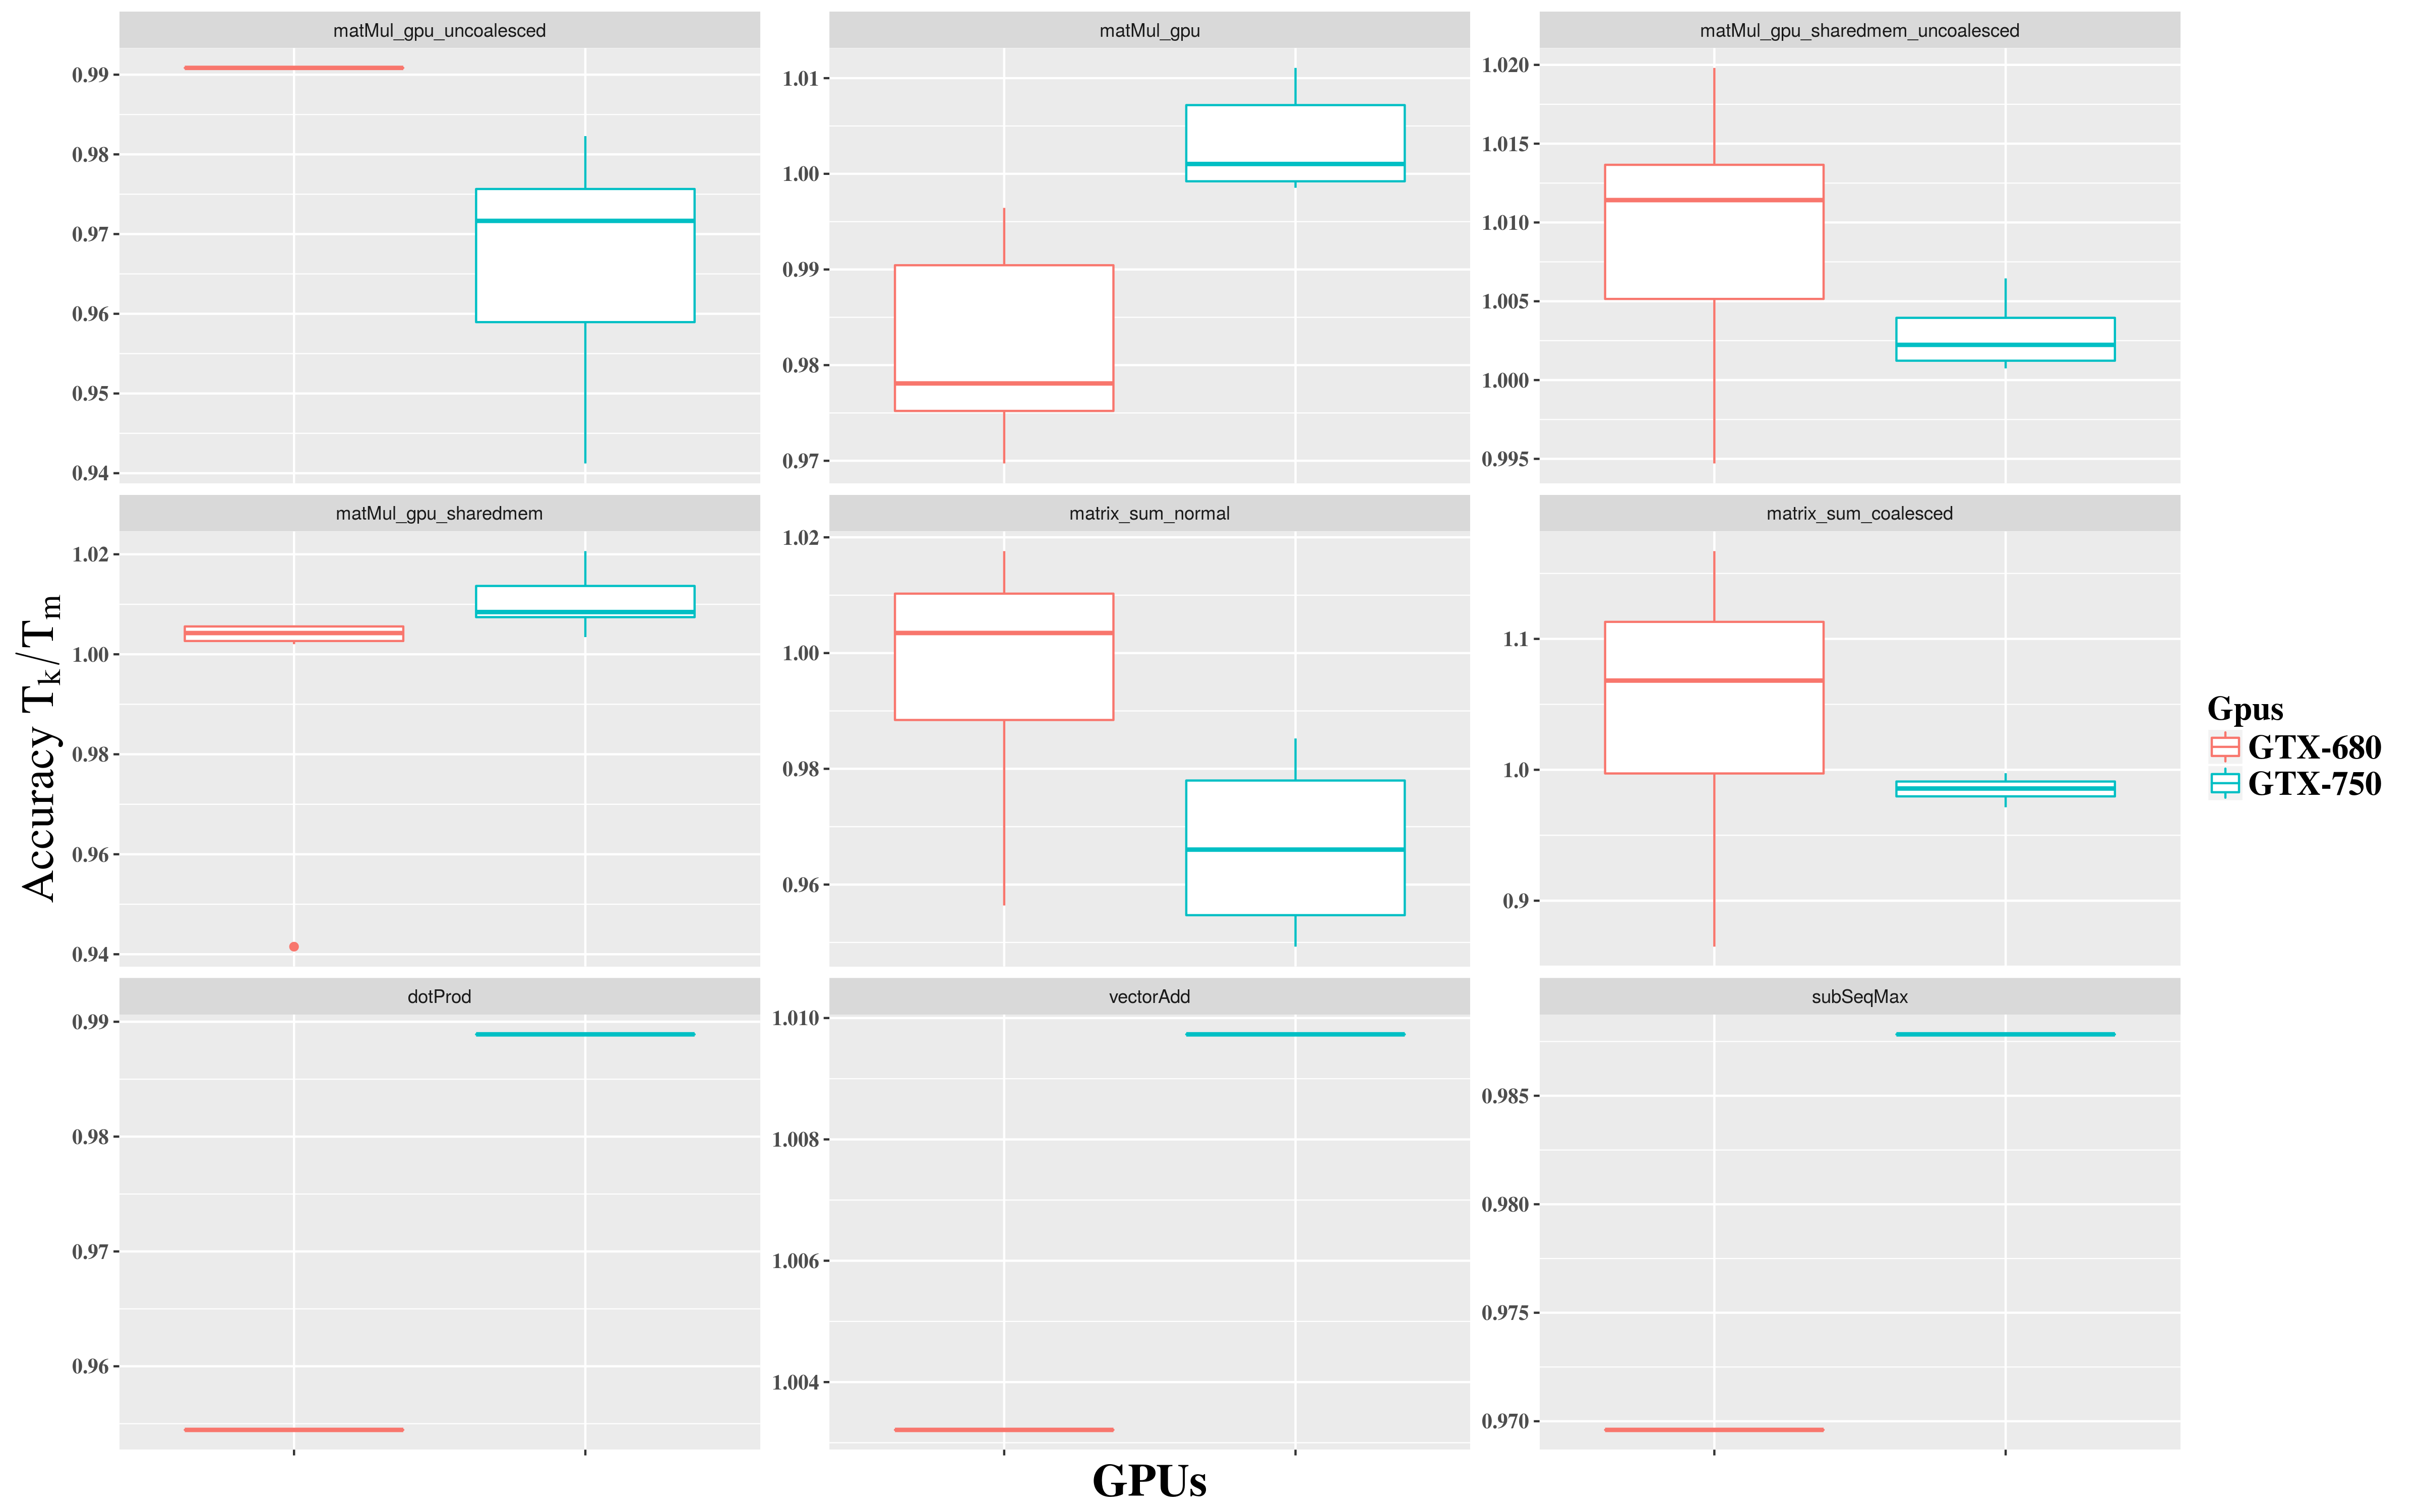 matMul_gpu_uncoalesced
matMul_gpu
matMul_gpu_sharedmem_uncoalesced
0.99
0.98
0.97
0.96
0.95
0.94
1.01
1.00
0.99
0.98
0.97
1.020
1.015
1.010
1.005
1.000
0.995
matMul_gpu_sharedmem
matrix_sum_normal
matrix_sum_coalesced
1.02
1.00
0.98
0.96
0.94
1.02
1.00
0.98
0.96
1.1
1.0
0.9
dotProd
vectorAdd
subSeqMax
0.99
0.98
0.97
0.96
1.010
1.008
1.006
1.004
0.985
0.980
0.975
0.970
Accuracy Tk/Tm
GPUs
Gpus
GTX-680
GTX-750